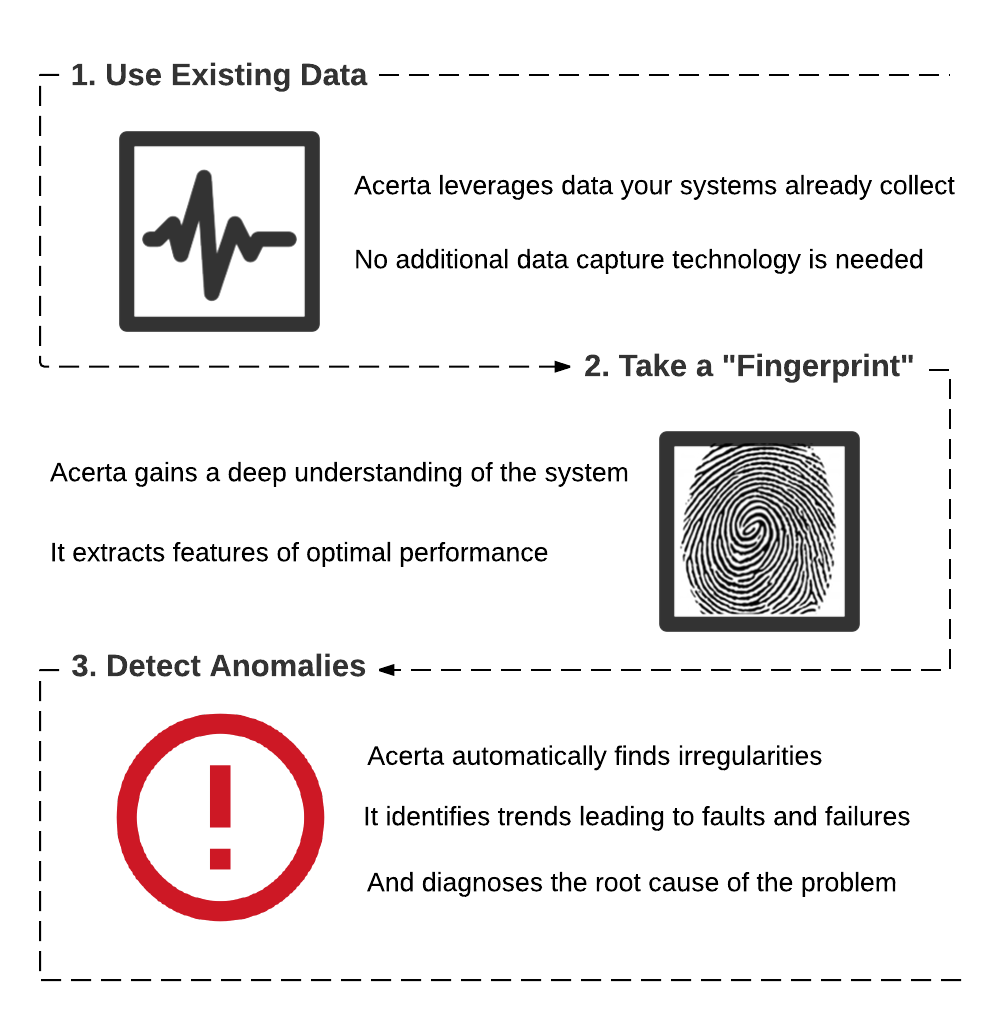 1. Use Existing Data
Acerta leverages data your systems already collect
No additional data capture technology is needed
2. Take a "Fingerprint"
Acerta gains a deep understanding of the system
It extracts features of optimal performance
3. Detect Anomalies
Acerta automatically finds irregularities
It identifies trends leading to faults and failures
And diagnoses the root cause of the problem